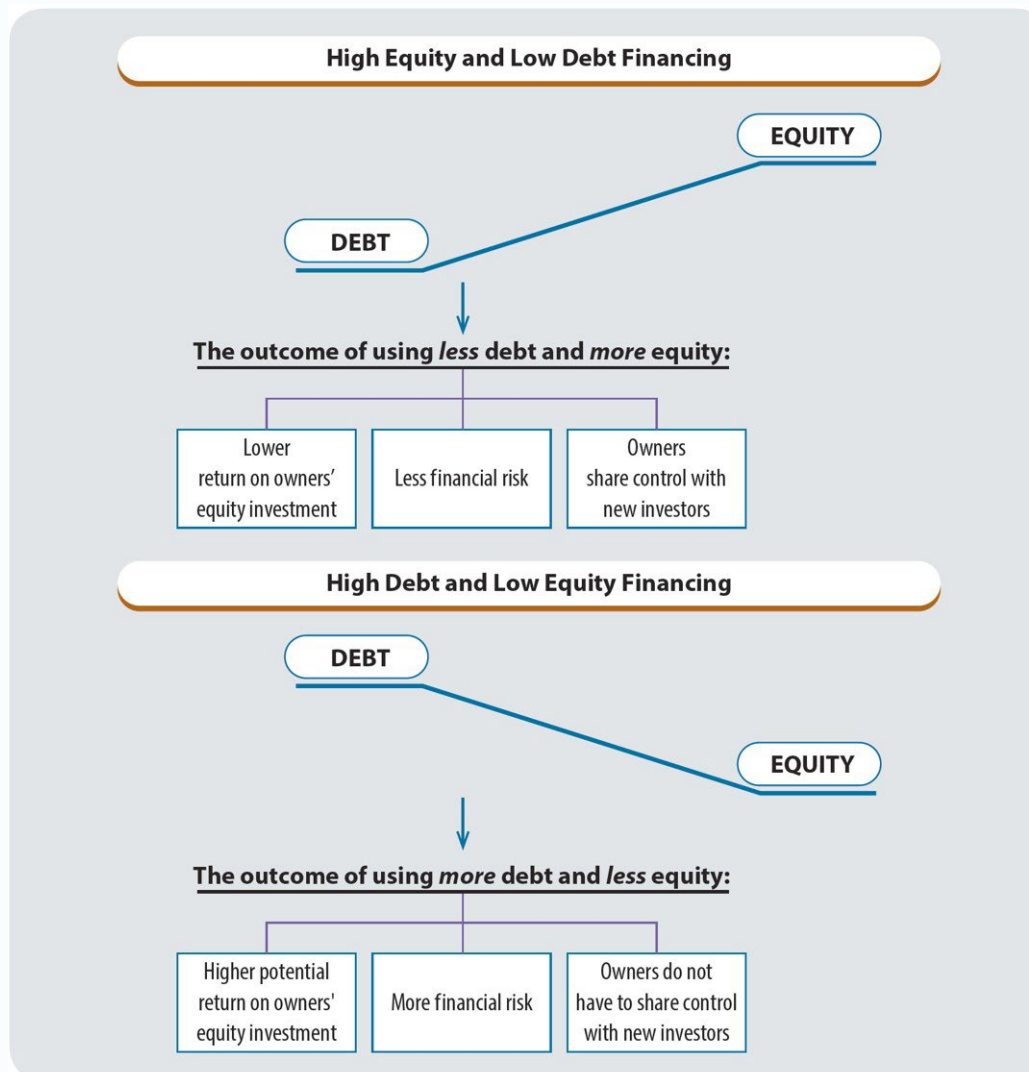 High Equity and Low Debt Financing
EQUITY
DEBT
The outcome of using less debt and more equity:
Lower
return on owners’
equity investment
Less financial risk
Owners
share control with
new investors
High Debt and Low Equity Financing
DEBT
EQUITY
The outcome of using more debt and less equity:
Higher potential
return on owners'
equity investment
More financial risk
Owners do not
have to share control
with new investors